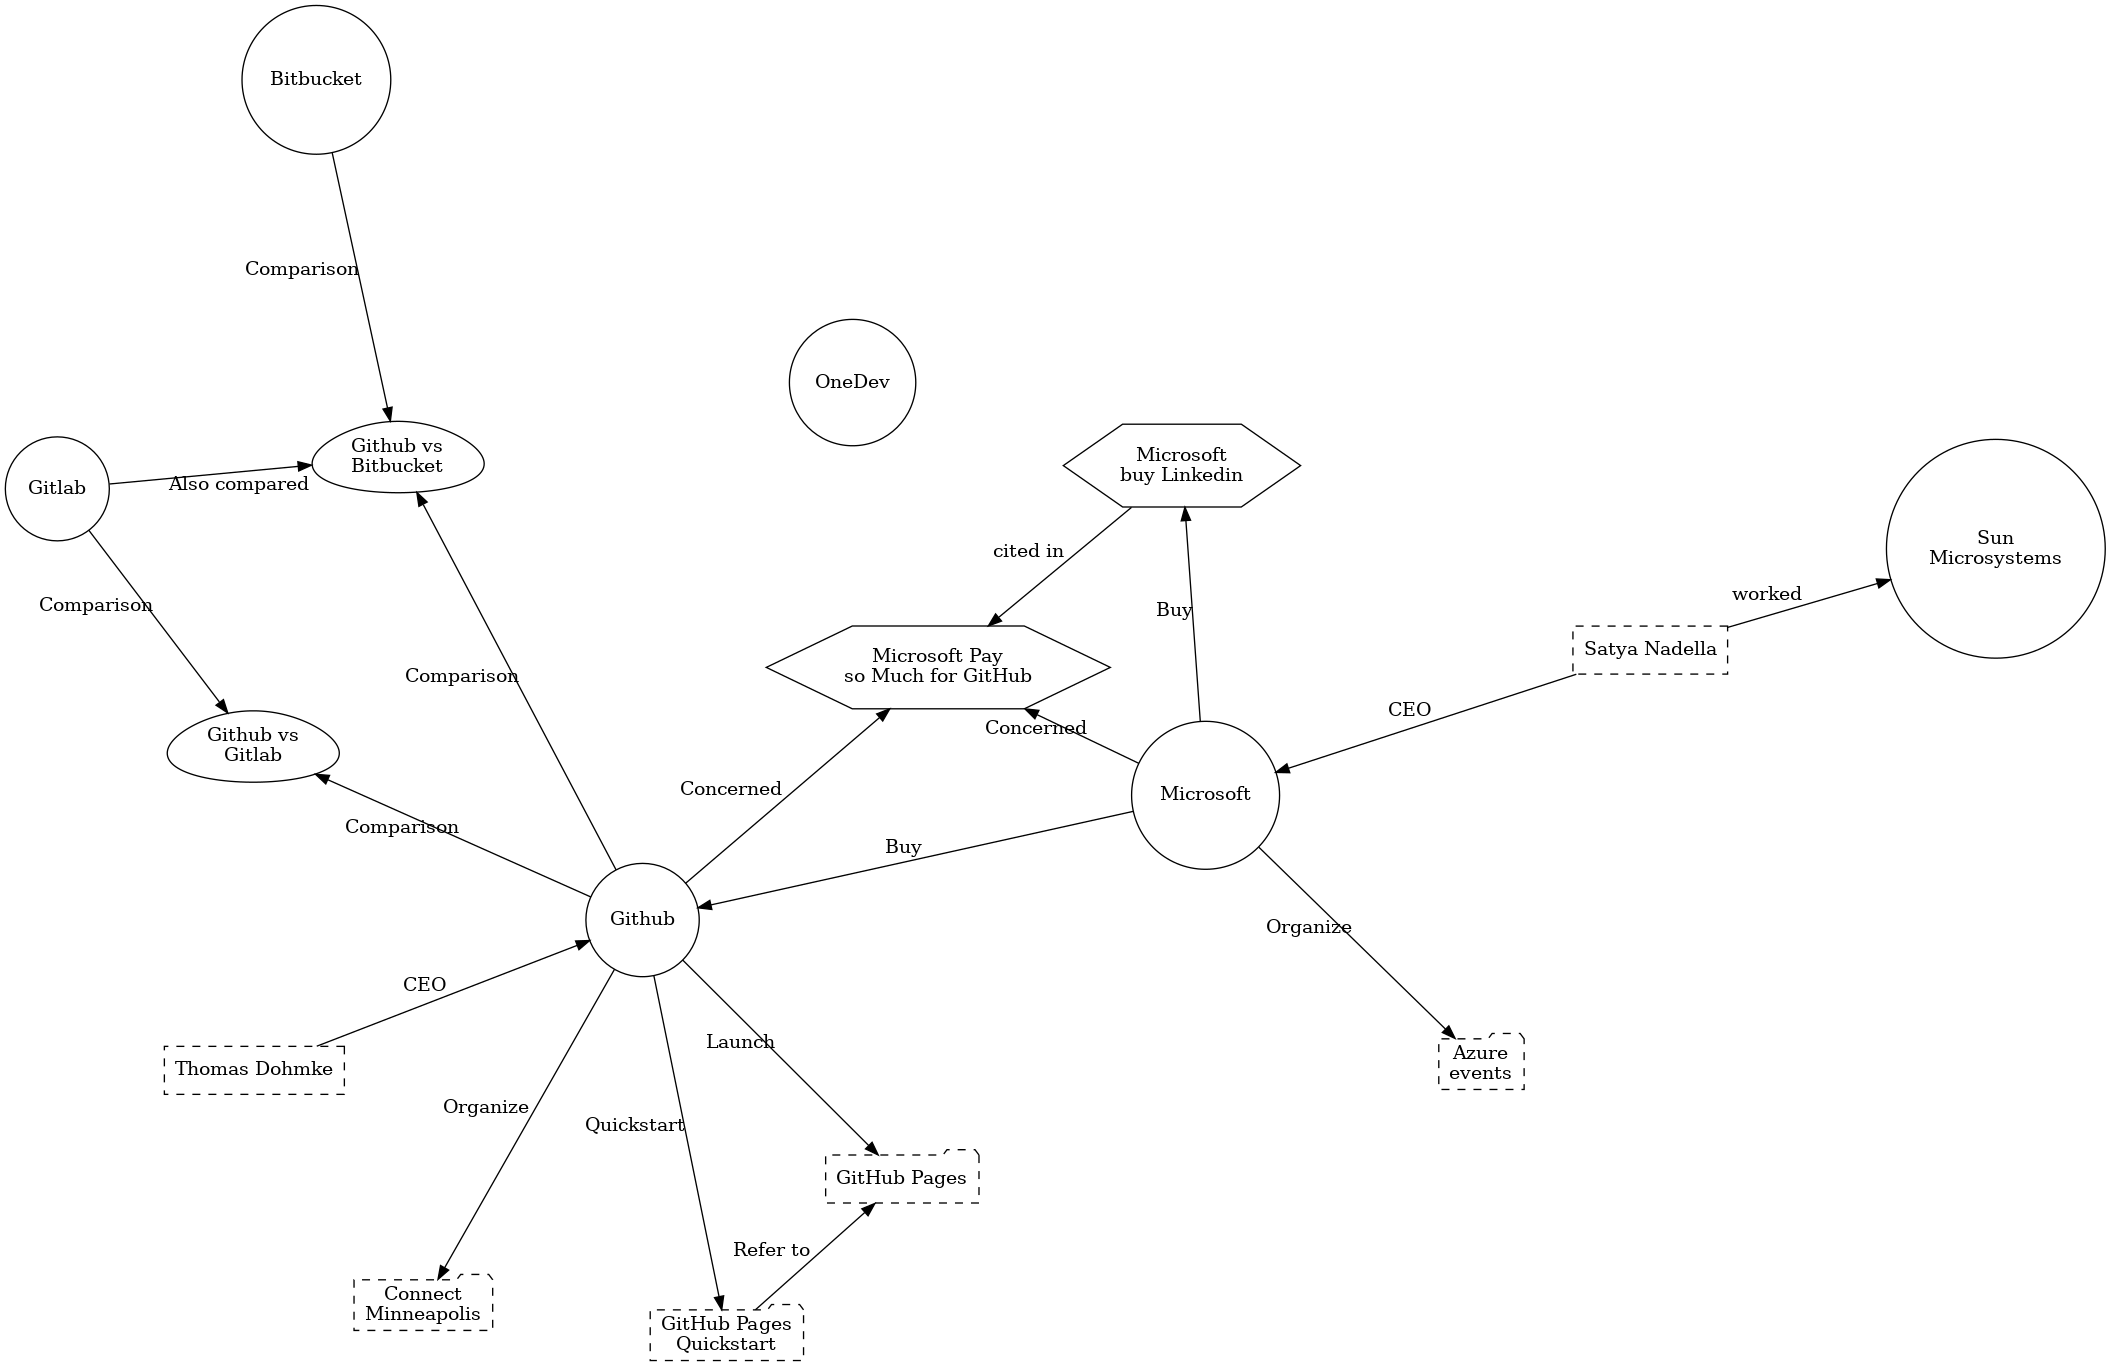 Bitbucket
Comparison
OneDev
Github vs
Bitbucket
Microsoft
buy Linkedin
Gitlab
Also compared
Sun
Microsystems
cited in
worked
Comparison
Buy
Satya Nadella
Microsoft Pay
so Much for GitHub
Comparison
CEO
Concerned
Github vs
Gitlab
Concerned
Microsoft
Comparison
Buy
Github
Organize
CEO
Launch
Azure
events
Thomas Dohmke
Organize
Quickstart
GitHub Pages
Refer to
Connect
Minneapolis
GitHub Pages
Quickstart